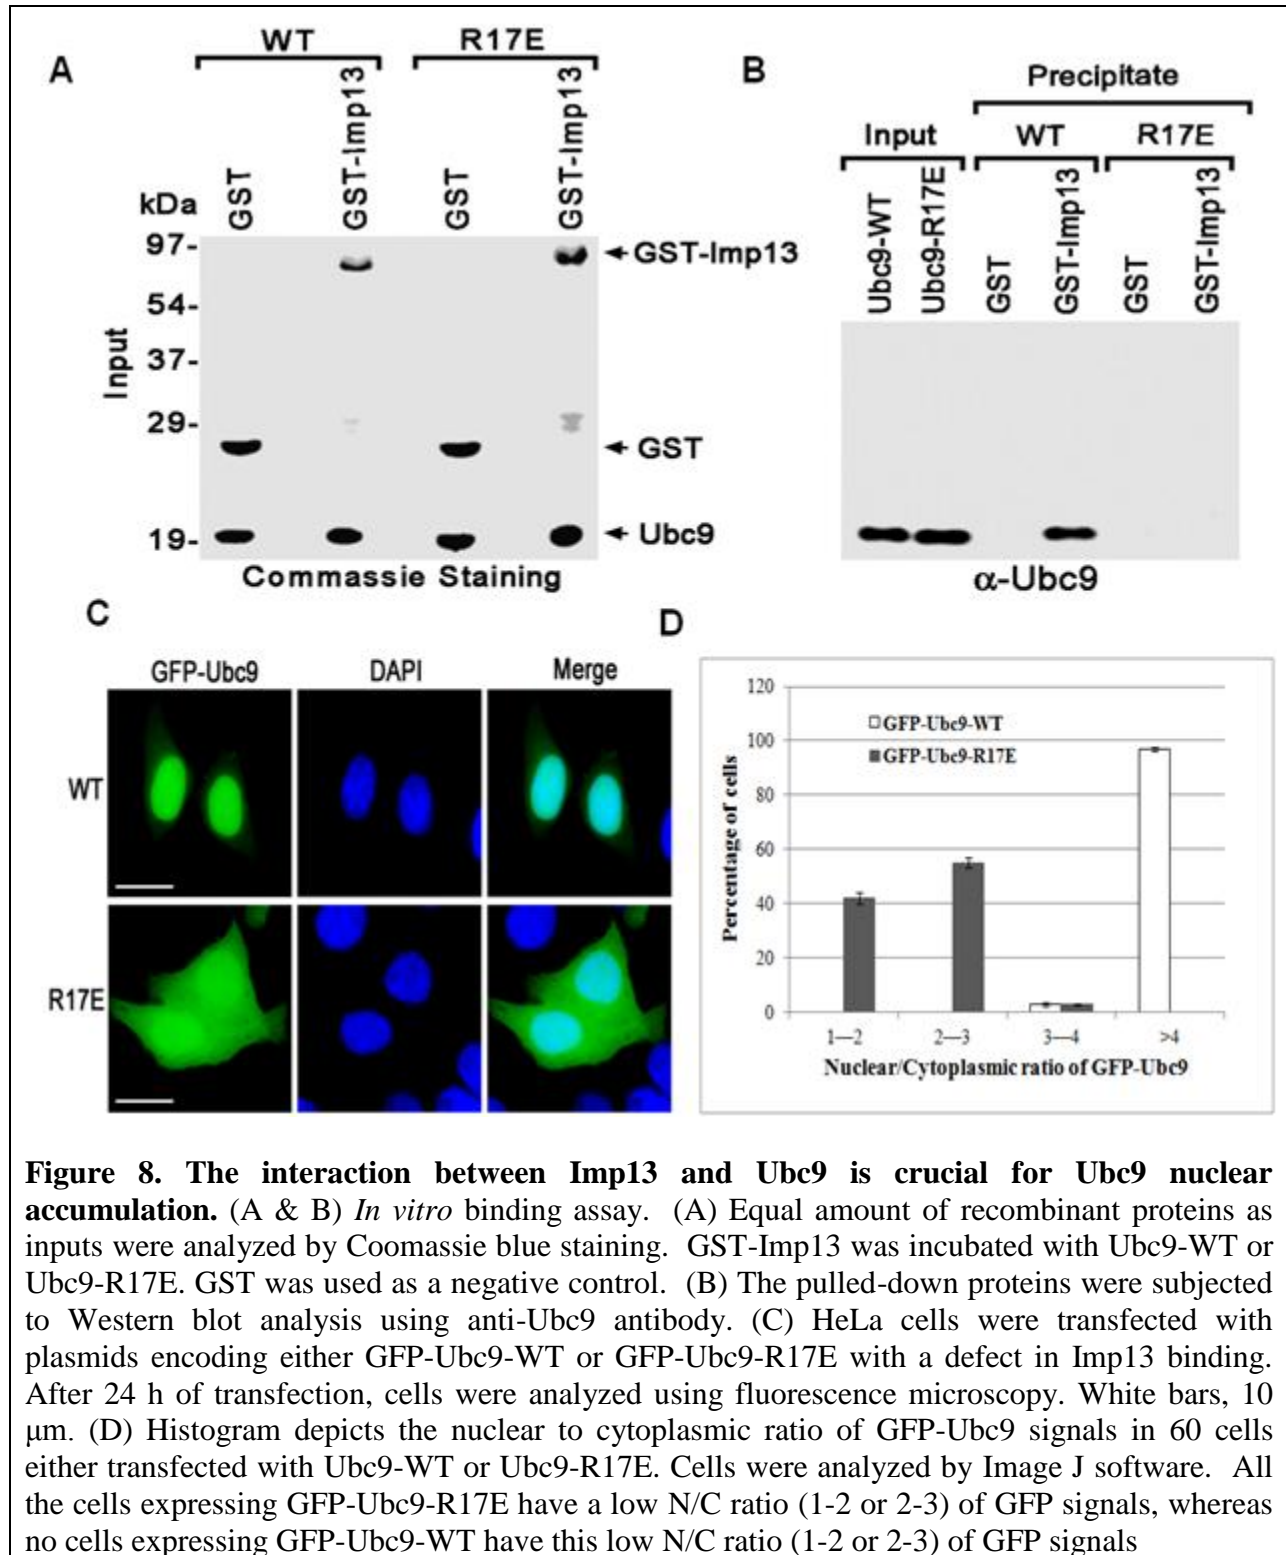 A
WT
R17E
GST
GST-Imp13
GST
GST-Imp13
kDa
97-
54-
37-
29-
19-
Input
GST-Imp13
GST
Ubc9
Commassie Staining
B
Precipitate
Input
WT
R17E
Ubc9-WT
Ubc9-R17E
GST
GST-Imp13
GST
GST-Imp13
α-Ubc9
C
GFP-Ubc9
DAPI
Merge
WT
R17E
D
120
100
80
60
40
20
0
Percentage of cells
GFP-Ubc9-WT
GFP-Ubc9-R17E
1—2
2—3
3—4
>4
Nuclear/Cytoplasmic ratio of GFP-Ubc9
Figure 8. The interaction between Imp13 and Ubc9 is crucial for Ubc9 nuclear
accumulation. (A & B) In vitro binding assay. (A) Equal amount of recombinant proteins as
inputs were analyzed by Coomassie blue staining. GST-Imp13 was incubated with Ubc9-WT or
Ubc9-R17E. GST was used as a negative control. (B) The pulled-down proteins were subjected
to Western blot analysis using anti-Ubc9 antibody. (C) HeLa cells were transfected with
plasmids encoding either GFP-Ubc9-WT or GFP-Ubc9-R17E with a defect in Imp13 binding.
After 24 h of transfection, cells were analyzed using fluorescence microscopy. White bars, 10
μm. (D) Histogram depicts the nuclear to cytoplasmic ratio of GFP-Ubc9 signals in 60 cells
either transfected with Ubc9-WT or Ubc9-R17E. Cells were analyzed by Image J software. All
the cells expressing GFP-Ubc9-R17E have a low N/C ratio (1-2 or 2-3) of GFP signals, whereas
no cells expressing GFP-Ubc9-WT have this low N/C ratio (1-2 or 2-3) of GFP signals